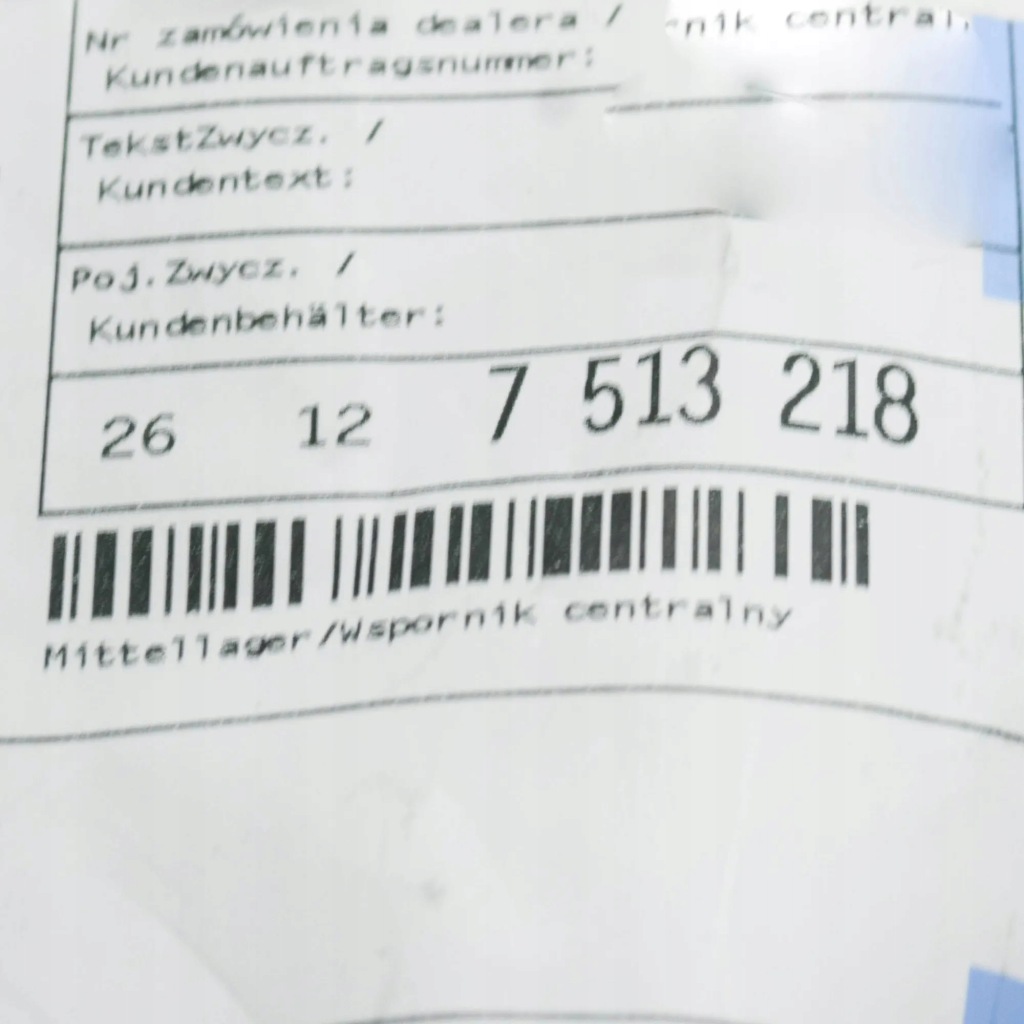 Nr zamówienia dealera /
Kundenauftragsnummer:
TekstZwycz. /
Kundentext:
Poj.Zwycz. /
Kundenbehälter:
26 12 7 513 218
Mittellager/Wspornik centralny